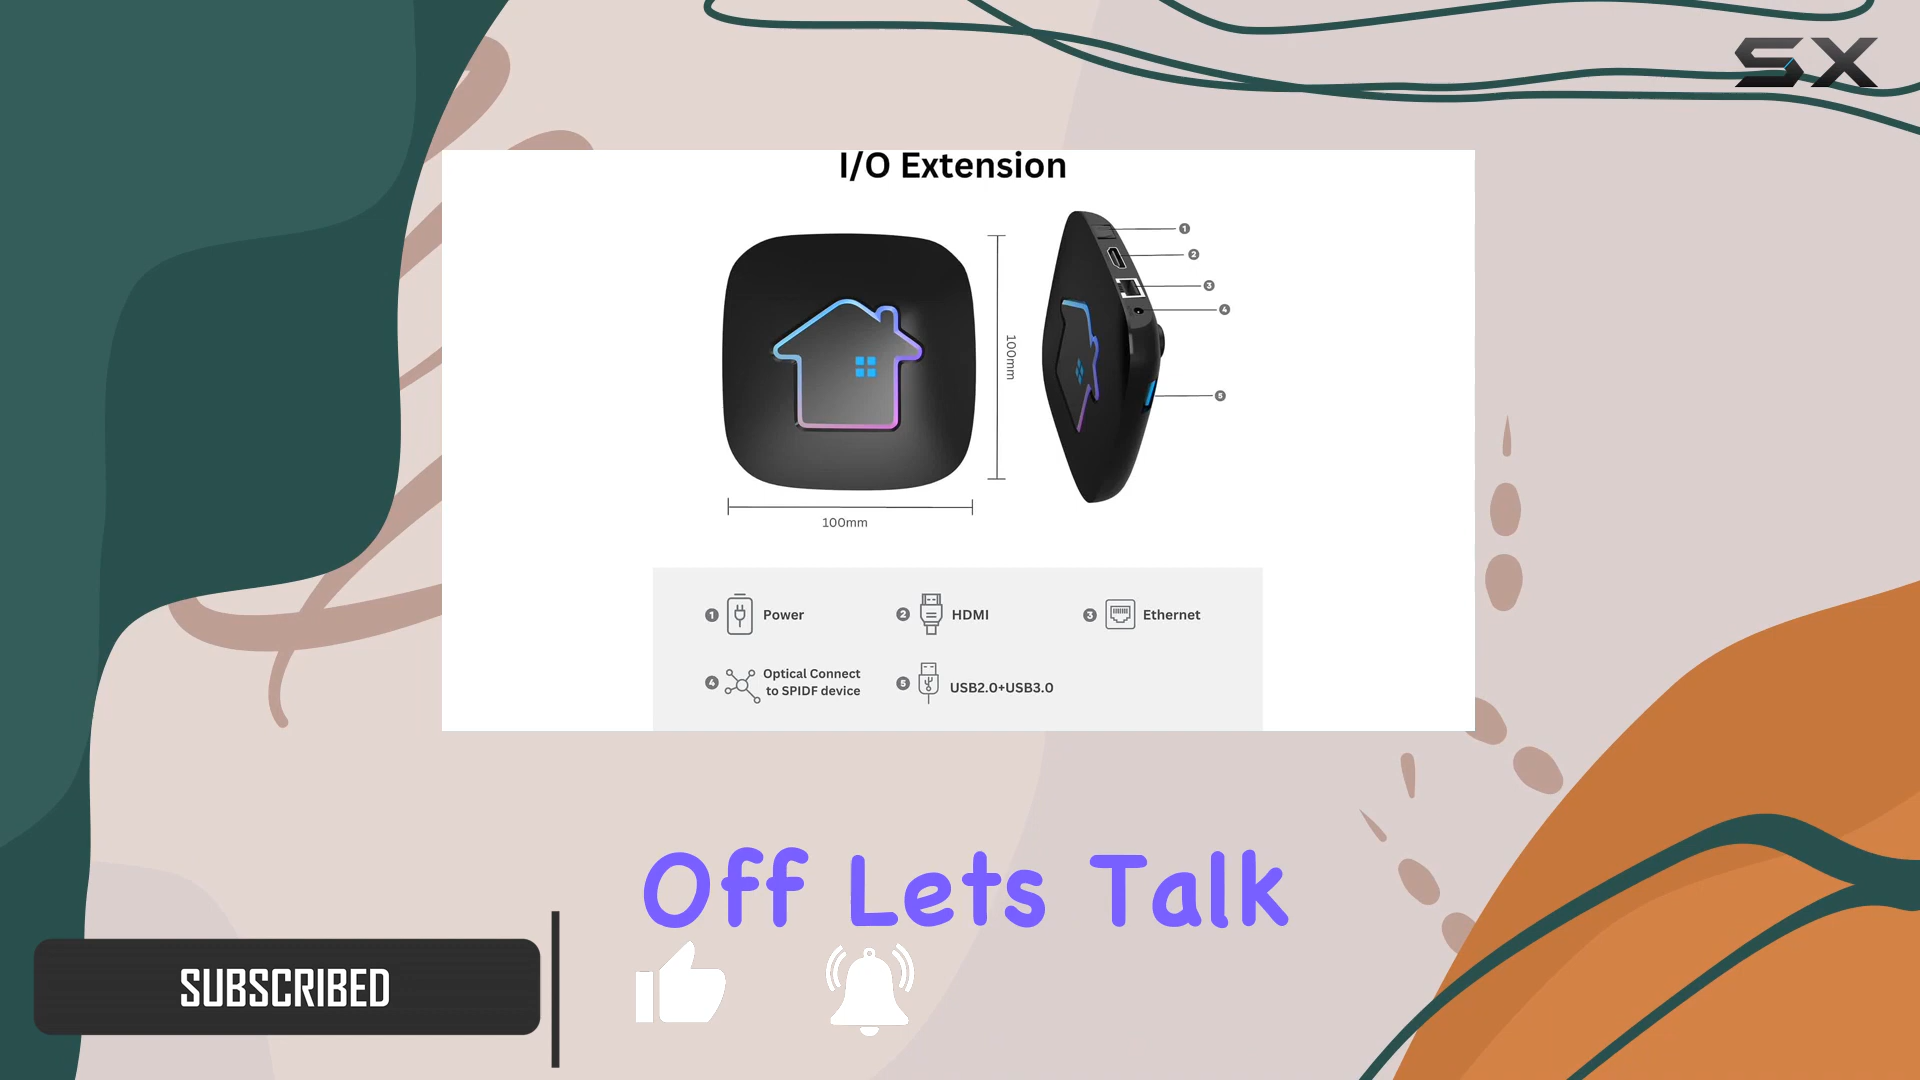 SX
I/O Extension
1
2
3
4
5
100mm
100mm
1 Power
2 HDMI
3 Ethernet
4 Optical Connect
to SPIDF device
5 USB2.0+USB3.0
Off Lets Talk
SUBSCRIBED